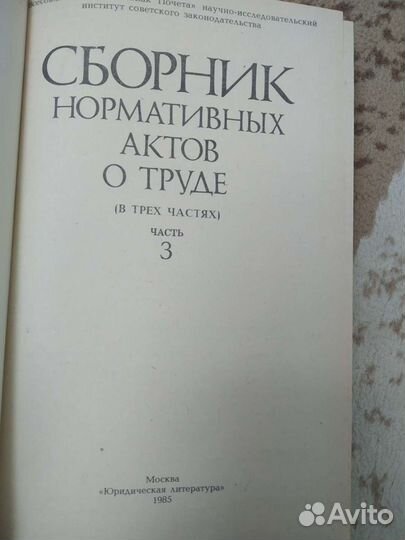 «Знак Почета» научно-исследовательский
институт советского законодательства
СБОРНИК
НОРМАТИВНЫХ
АКТОВ
О ТРУДЕ
(В ТРЕХ ЧАСТЯХ)
ЧАСТЬ
3
Москва
«Юридическая литература»
1985
Avito